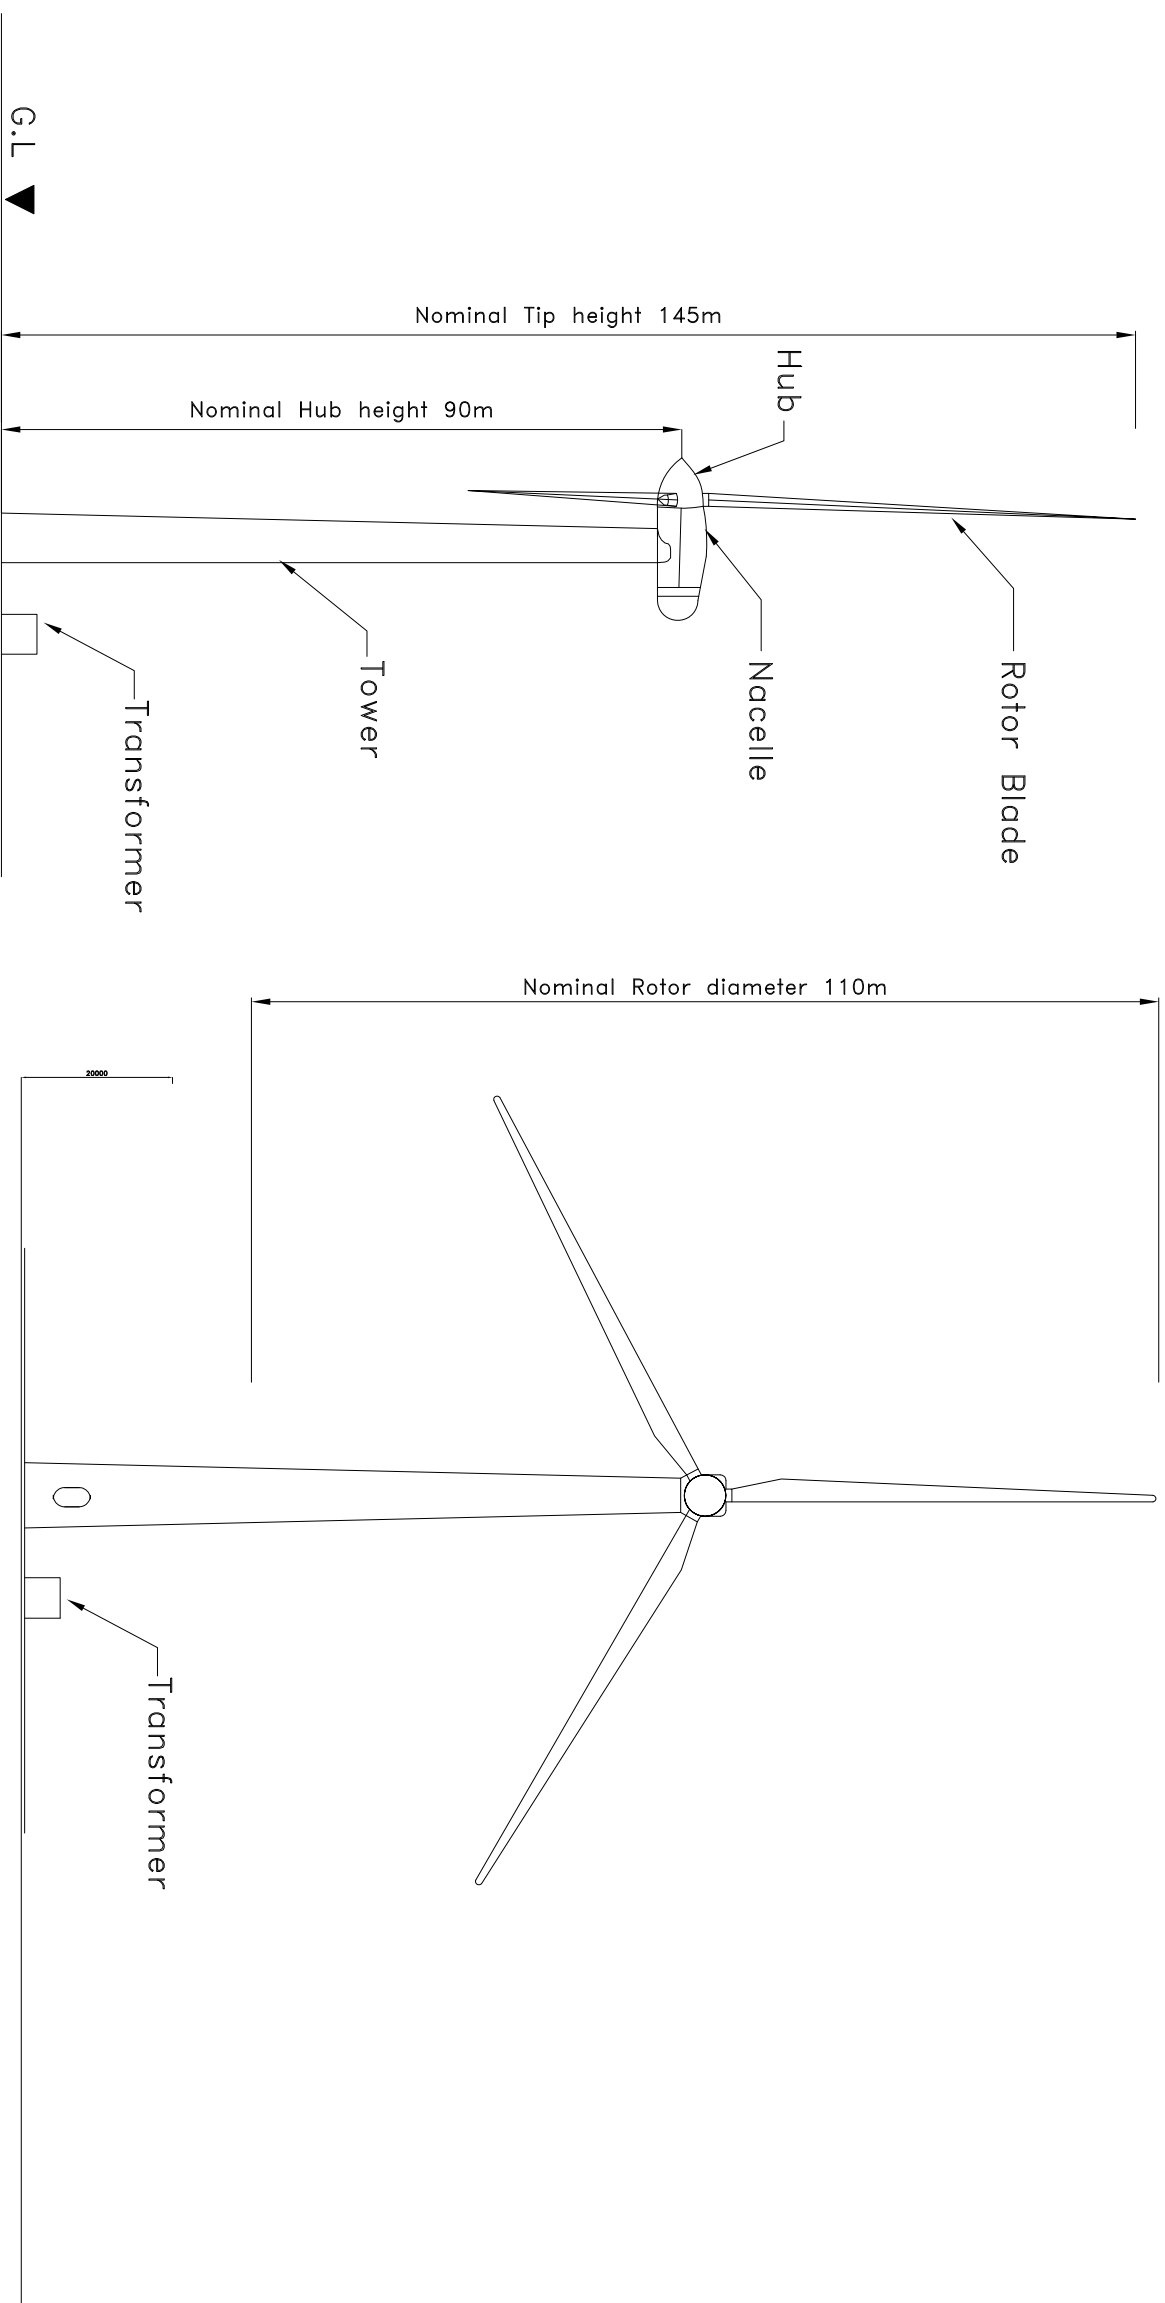 G.L
Nominal Tip height 145m
Hub
Nominal Hub height 90m
Rotor Blade
Nacelle
Tower
Transformer
Nominal Rotor diameter 110m
20000
Transformer